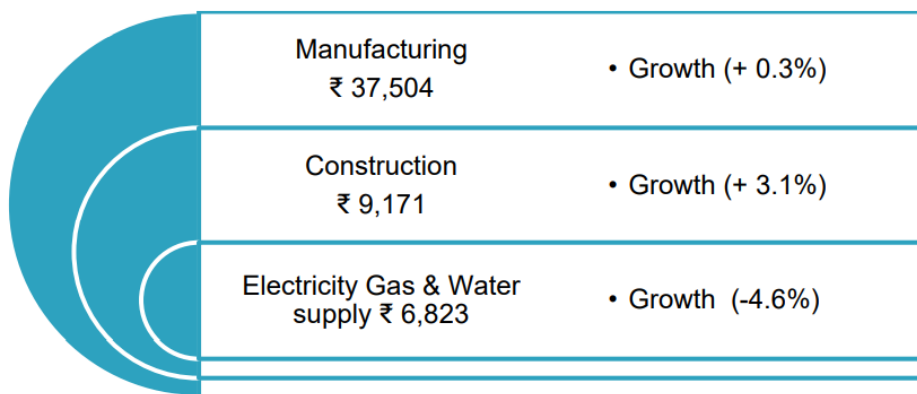 Manufacturing
₹ 37,504
• Growth (+ 0.3%)
Construction
₹ 9,171
• Growth (+ 3.1%)
Electricity Gas & Water
supply ₹ 6,823
• Growth  (-4.6%)